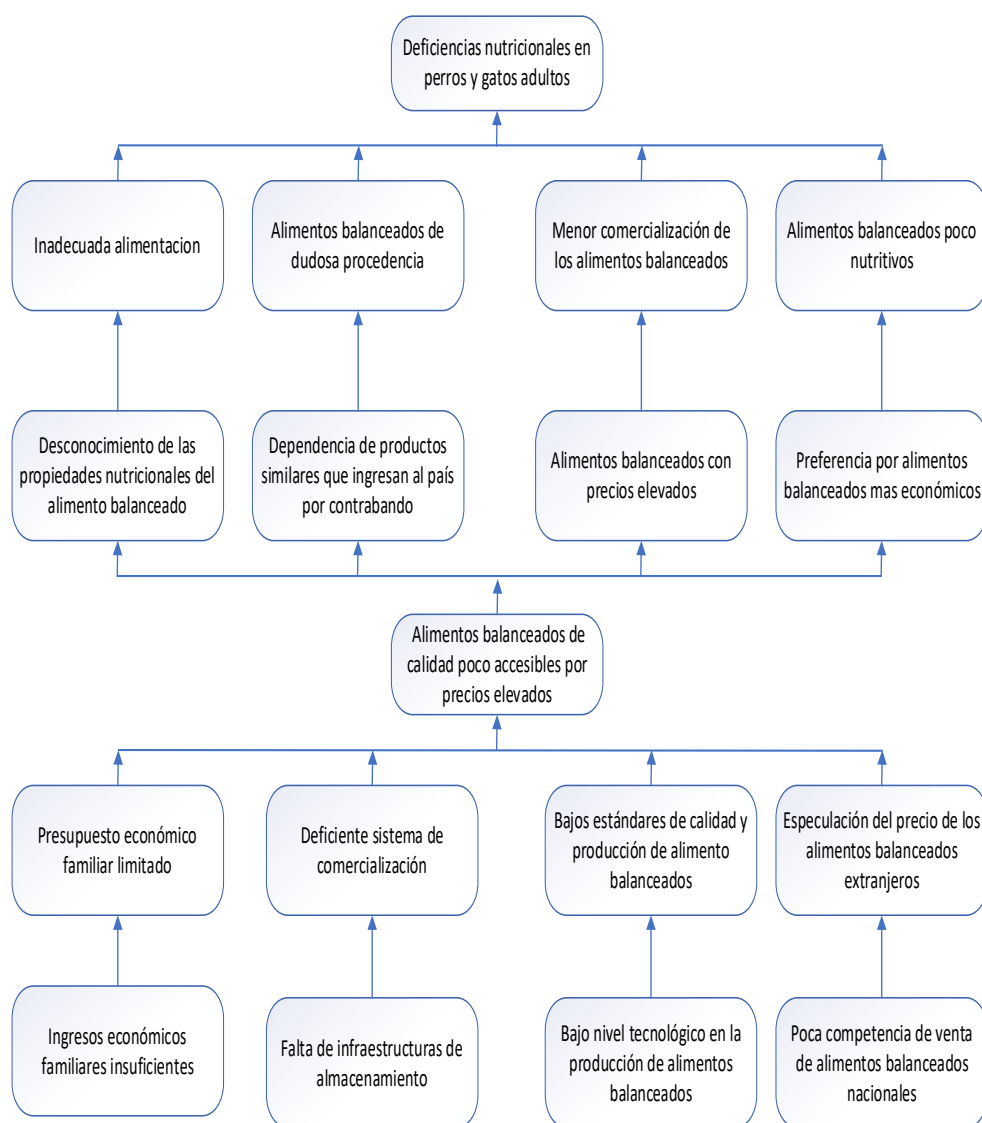 Deficiencias nutricionales en
perros y gatos adultos
Inadecuada alimentacion
Alimentos balanceados de
dudosa procedencia
Menor comercialización de
los alimentos balanceados
Alimentos balanceados poco
nutritivos
Desconocimiento de las
propiedades nutricionales del
alimento balanceado
Dependencia de productos
similares que ingresan al país
por contrabando
Alimentos balanceados con
precios elevados
Preferencia por alimentos
balanceados mas económicos
Alimentos balanceados de
calidad poco accesibles por
precios elevados
Presupuesto económico
familiar limitado
Deficiente sistema de
comercialización
Bajos estándares de calidad y
producción de alimento
balanceados
Especulación del precio de los
alimentos balanceados
extranjeros
Ingresos económicos
familiares insuficientes
Falta de infraestructuras de
almacenamiento
Bajo nivel tecnológico en la
producción de alimentos
balanceados
Poca competencia de venta
de alimentos balanceados
nacionales